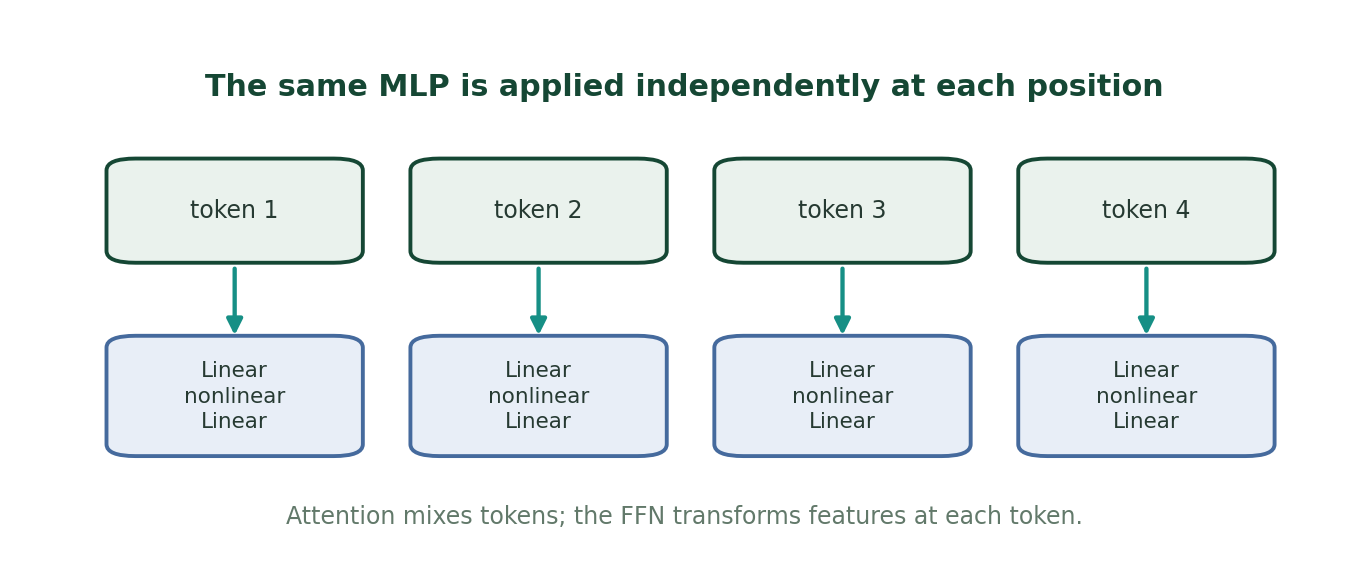 The same MLP is applied independently at each position
token 1
token 2
token 3
token 4
Linear
nonlinear
Linear
Linear
nonlinear
Linear
Linear
nonlinear
Linear
Linear
nonlinear
Linear
Attention mixes tokens; the FFN transforms features at each token.